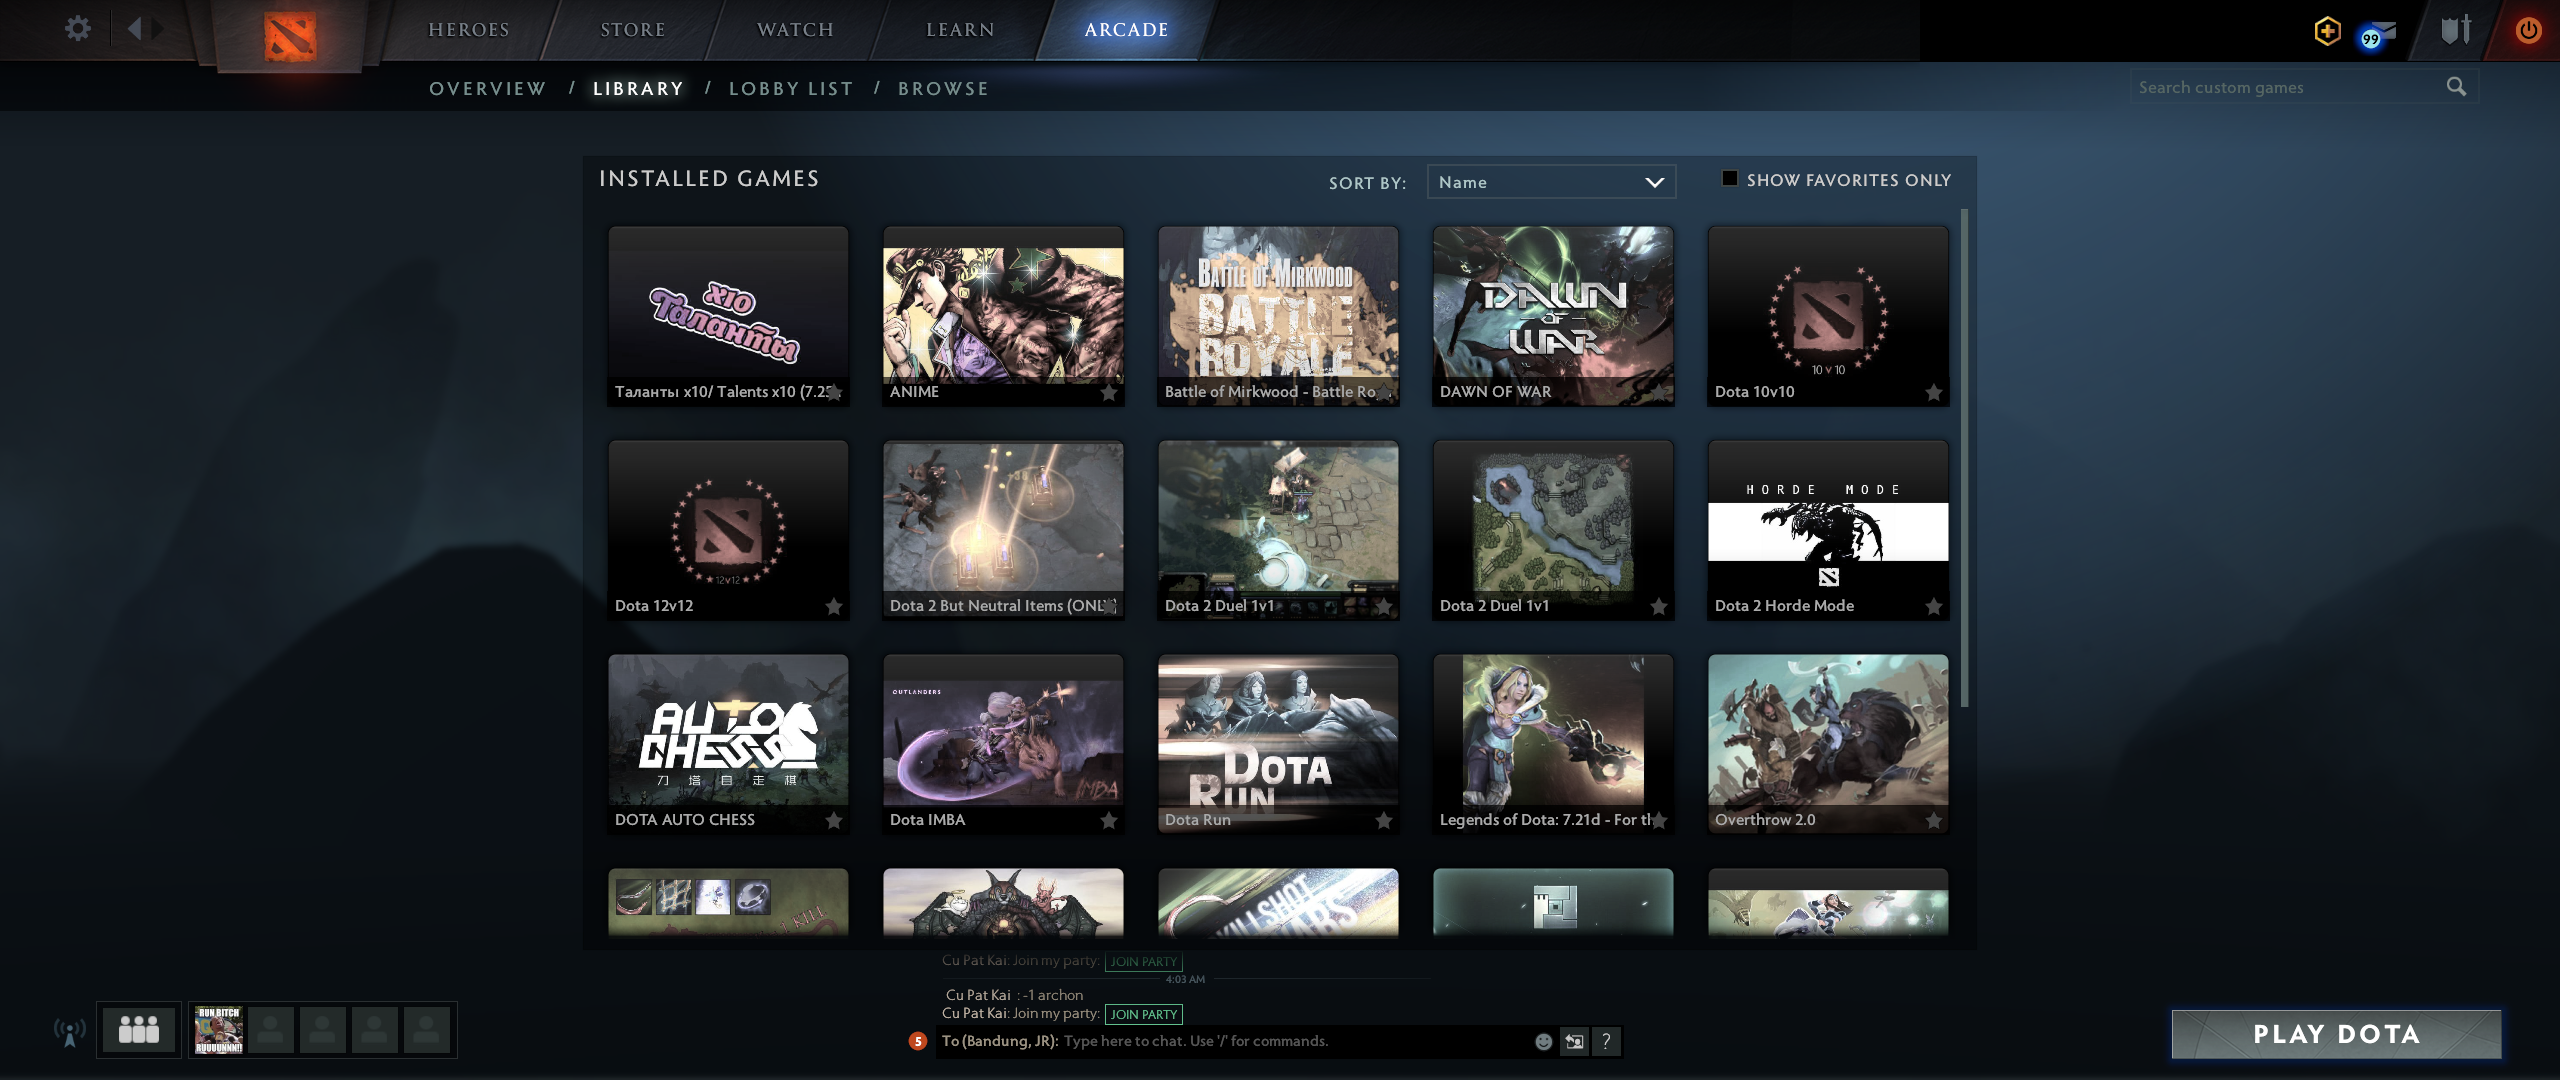 HEROES
STORE
WATCH
LEARN
ARCADE
99
OVERVIEW / LIBRARY / LOBBY LIST / BROWSE
Search custom games
INSTALLED GAMES
SORT BY:
Name
SHOW FAVORITES ONLY
x10
Таланты
Таланты x10/ Talents x10 (7.25
ANIME
BATTLE OF MIRKWOOD
BATTLE
ROYALE
Battle of Mirkwood - Battle Ro...
DAWN
OF
WAR
DAWN OF WAR
10 v 10
Dota 10v10
12v12
Dota 12v12
Dota 2 But Neutral Items (ONLY)
Dota 2 Duel 1v1
Dota 2 Duel 1v1
HORDE MODE
Dota 2 Horde Mode
AUTO
CHESS
刀塔自走棋
DOTA AUTO CHESS
OUTLANDERS
IMBA
Dota IMBA
DOTA
RUN
Dota Run
Legends of Dota: 7.21d - For th
Overthrow 2.0
KILL
SKILLSHOT
WARS
Cu Pat Kai: Join my party: JOIN PARTY
4:03 AM
Cu Pat Kai : -1 archon
Cu Pat Kai: Join my party: JOIN PARTY
5
To (Bandung, JR): Type here to chat. Use '/' for commands.
?
RUN BITCH
RUUUUNNN!!
PLAY DOTA